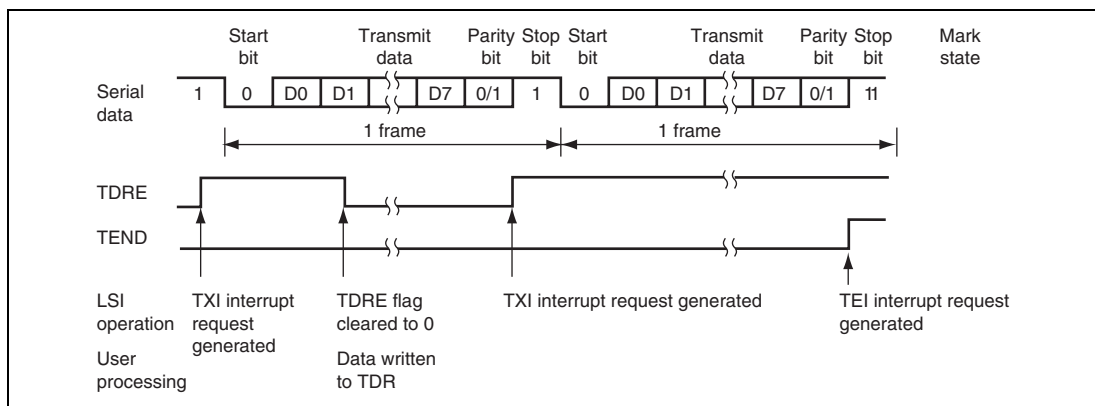 Start bit
Transmit data
Parity bit
Stop bit
Start bit
Transmit data
Parity bit
Stop bit
Mark state
Serial data
1 0 D0 D1 D7 0/1 1 0 D0 D1 D7 0/1 11
1 frame 1 frame
TDRE
TEND
LSI operation
TXI interrupt request generated
TDRE flag cleared to 0
TXI interrupt request generated
TEI interrupt request generated
User processing
Data written to TDR